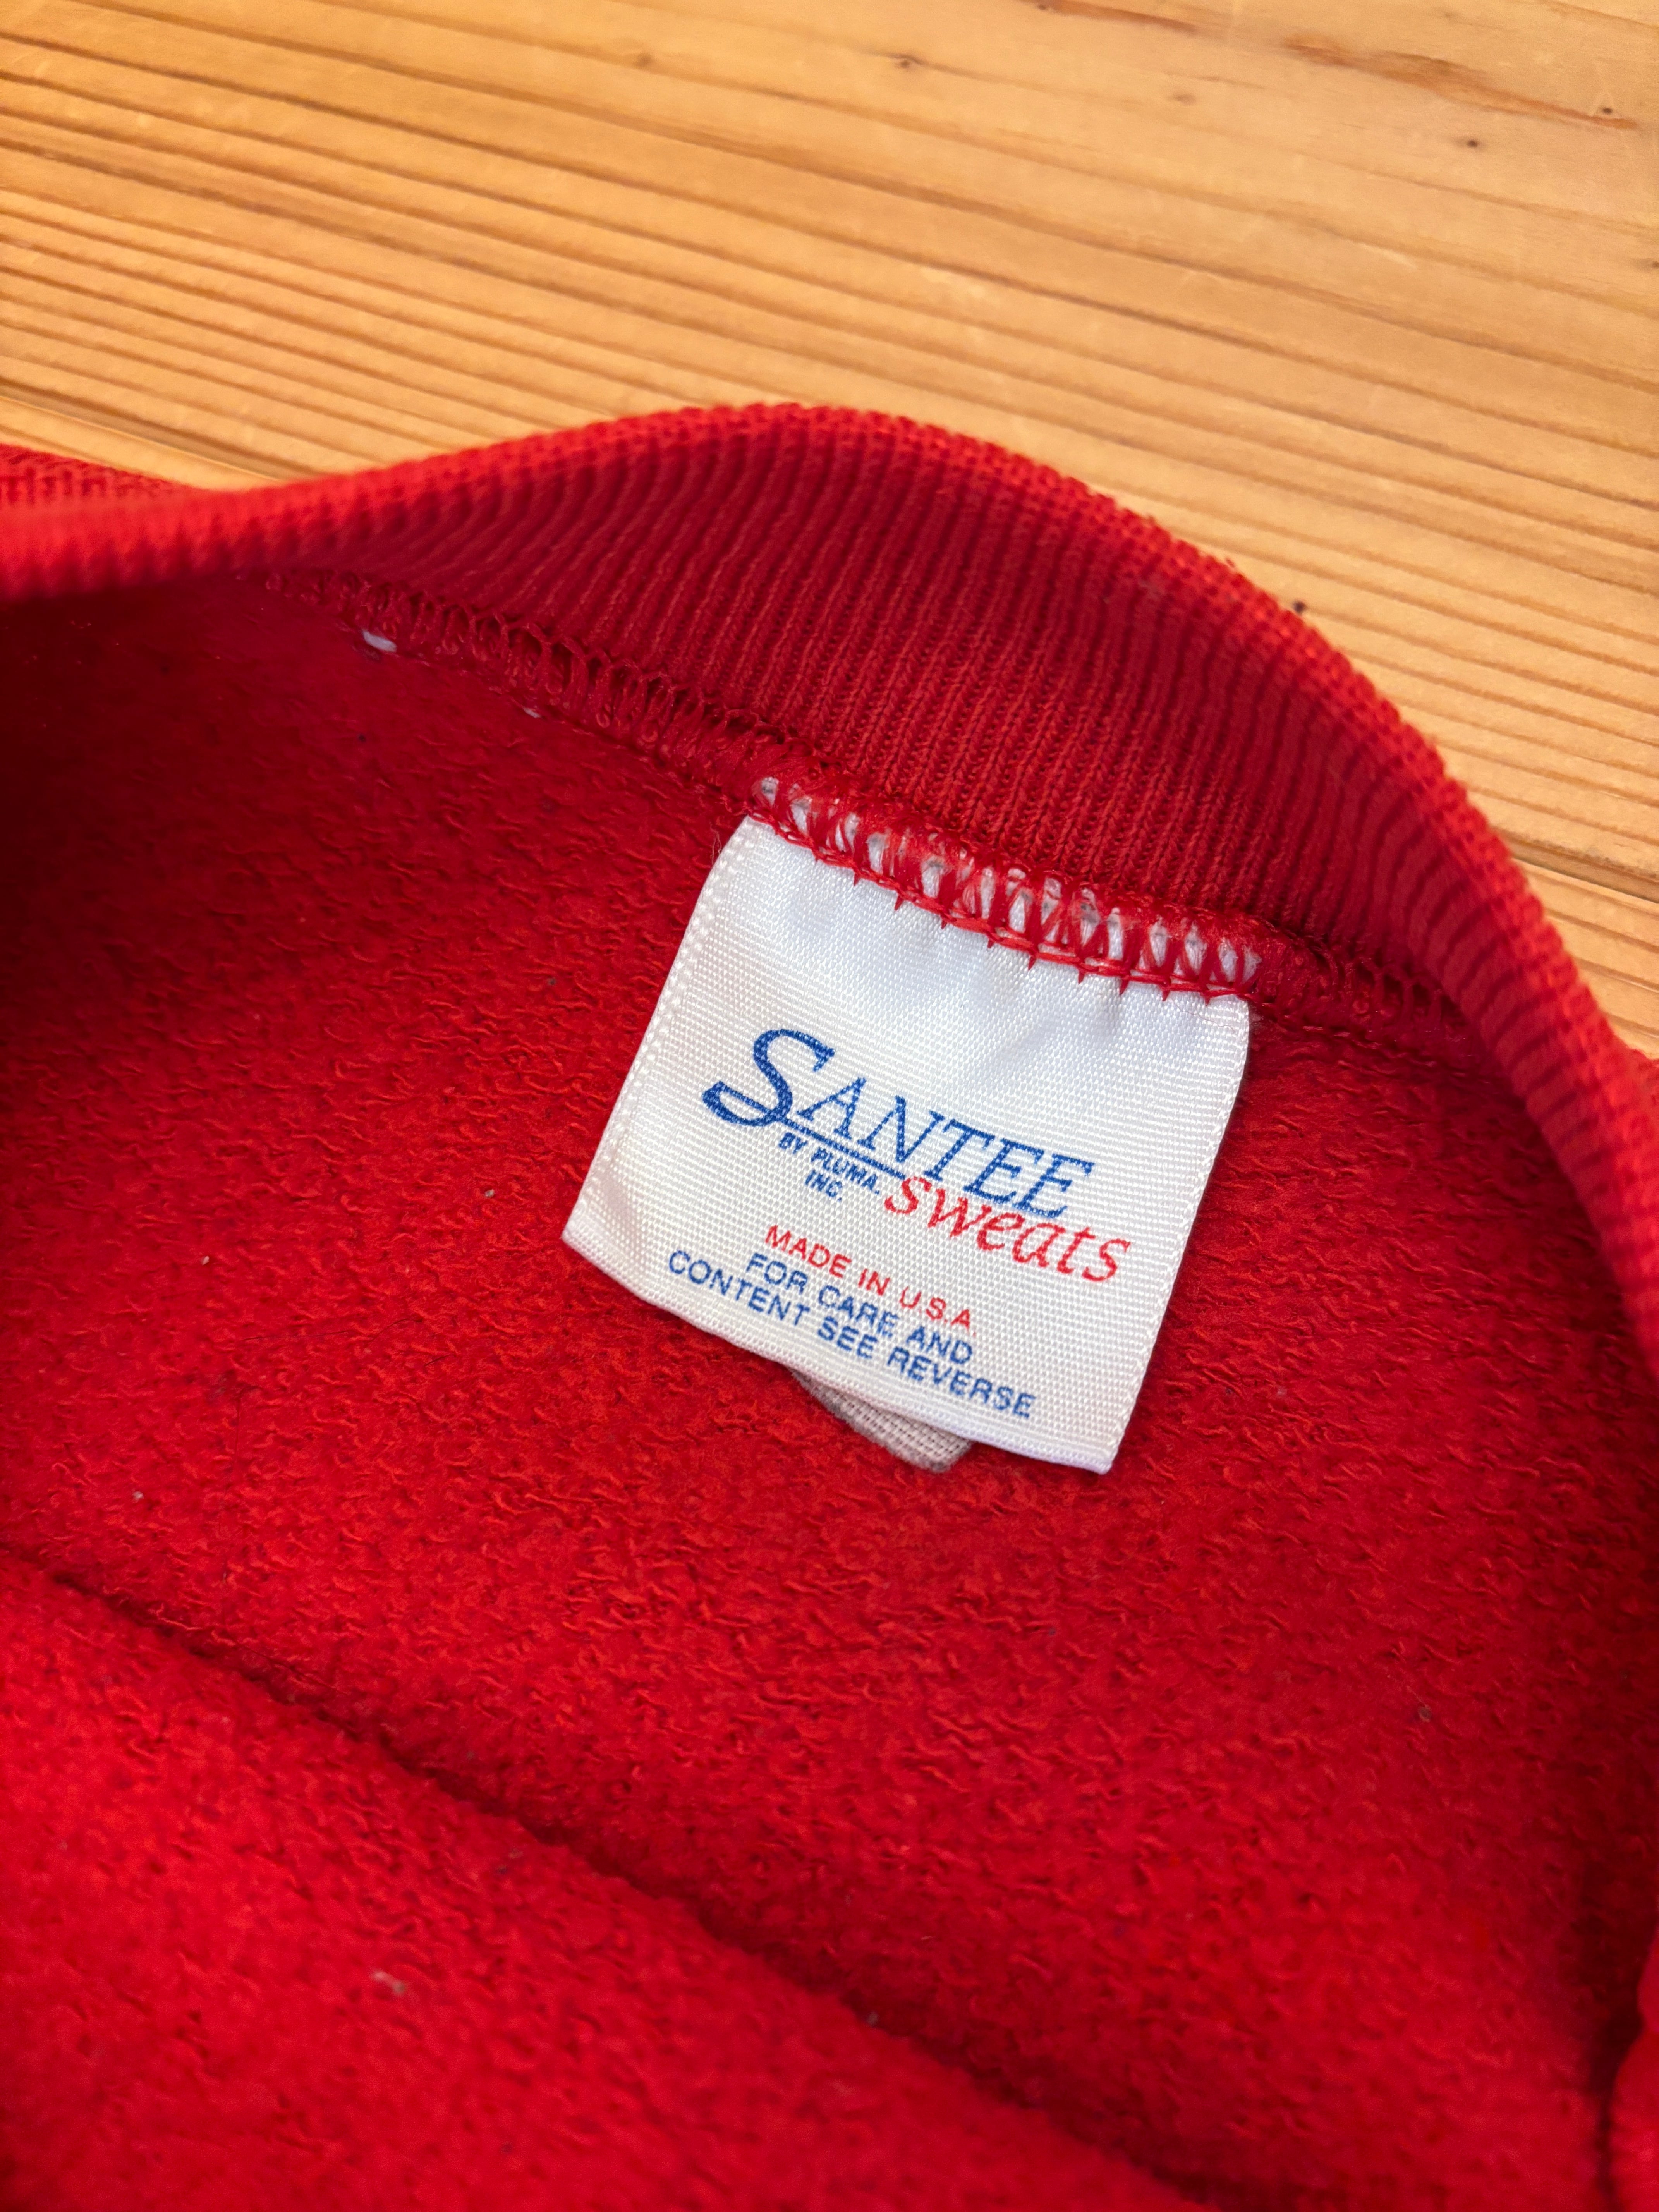 SANTEE
BY PLUMA. sweats
INC.
MADE IN U.S.A.
FOR CARE AND
CONTENT SEE REVERSE